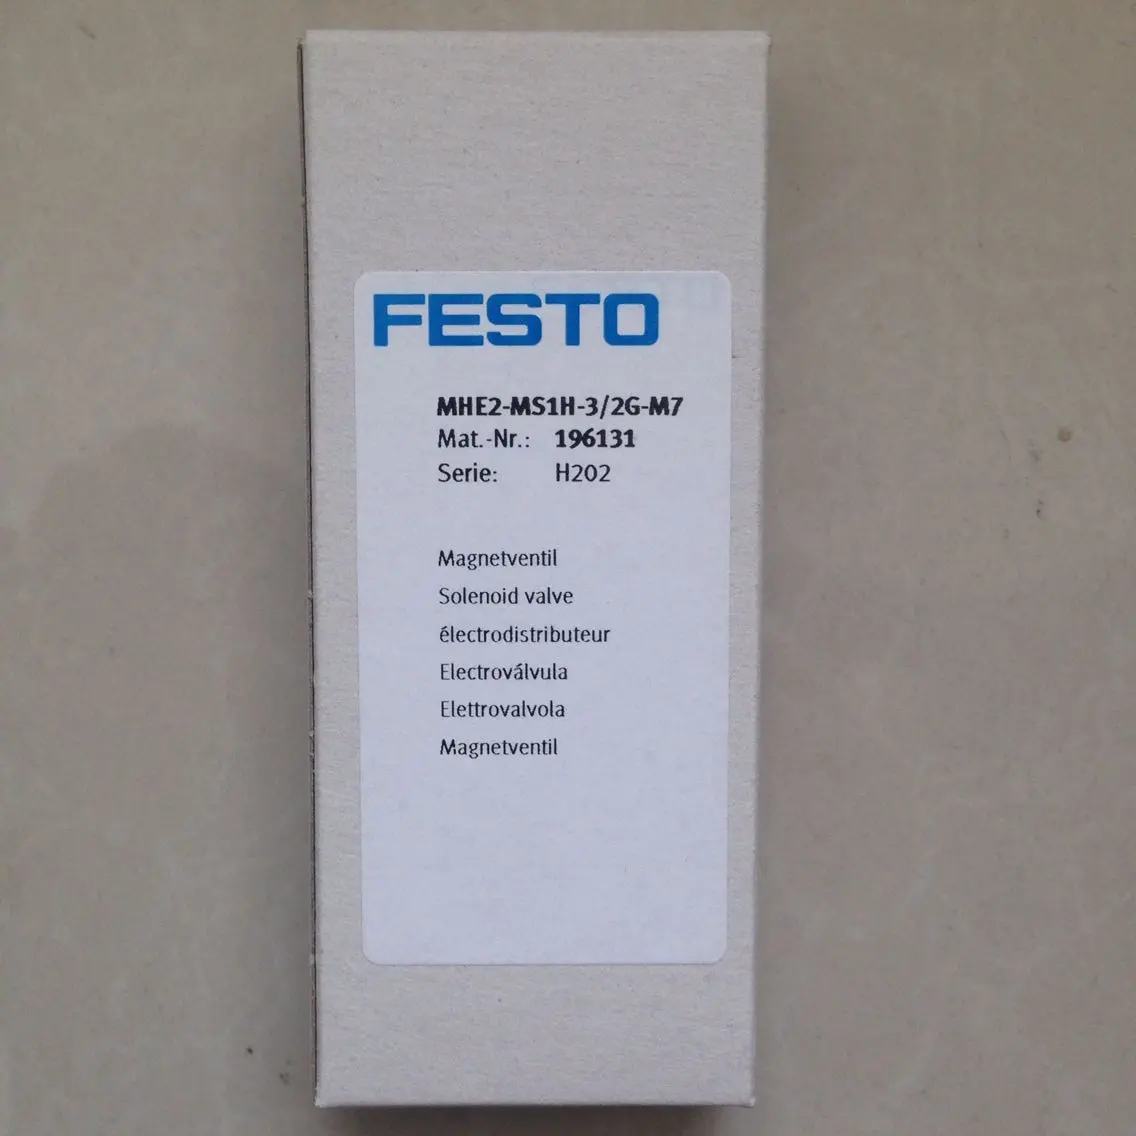 FESTO
MHE2-MS1H-3/2G-M7
Mat.-Nr.: 196131
Serie: H202
Magnetventil
Solenoid valve
électrodistributeur
Electroválvula
Elettrovalvola
Magnetventil